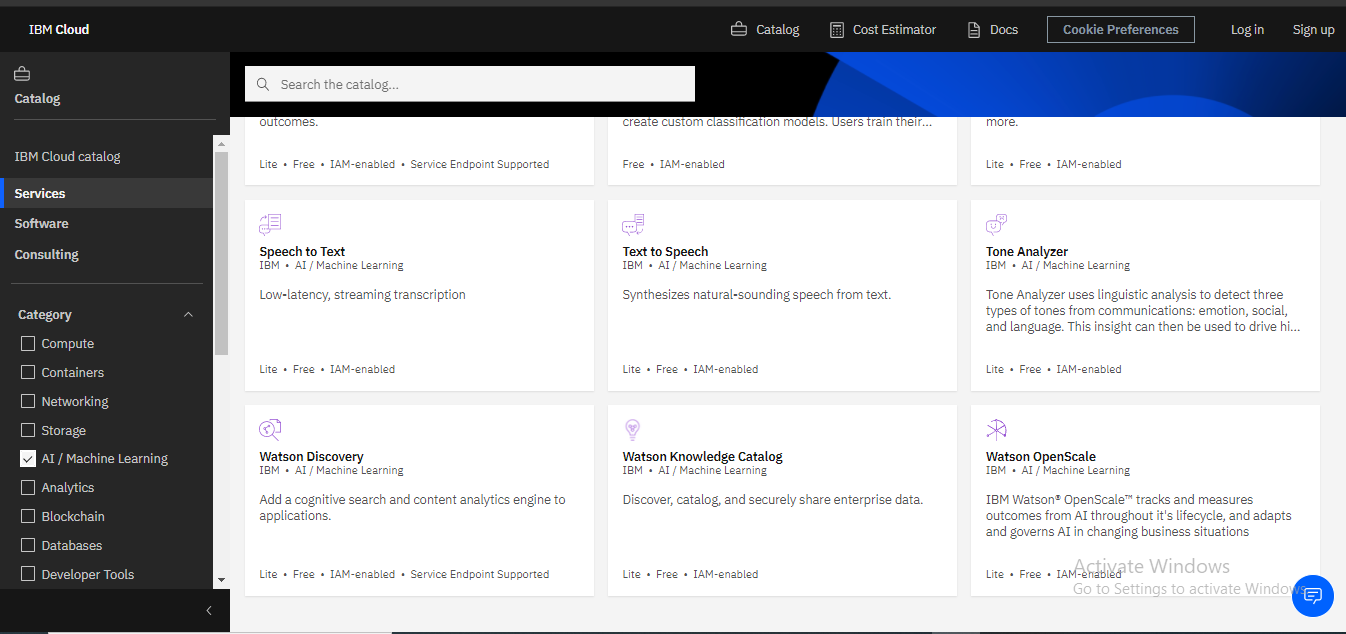 IBM Cloud
Catalog
Cost Estimator
Docs
Cookie Preferences
Log in
Sign up
Catalog
IBM Cloud catalog
Services
Software
Consulting
Category
Compute
Containers
Networking
Storage
AI / Machine Learning
Analytics
Blockchain
Databases
Developer Tools
Search the catalog...
outcomes.
Lite • Free • IAM-enabled • Service Endpoint Supported
create custom classification models. Users train their...
Free • IAM-enabled
more.
Lite • Free • IAM-enabled
Speech to Text
IBM • AI / Machine Learning
Low-latency, streaming transcription
Lite • Free • IAM-enabled
Text to Speech
IBM • AI / Machine Learning
Synthesizes natural-sounding speech from text.
Lite • Free • IAM-enabled
Tone Analyzer
IBM • AI / Machine Learning
Tone Analyzer uses linguistic analysis to detect three
types of tones from communications: emotion, social,
and language. This insight can then be used to drive hi...
Lite • Free • IAM-enabled
Watson Discovery
IBM • AI / Machine Learning
Add a cognitive search and content analytics engine to
applications.
Lite • Free • IAM-enabled • Service Endpoint Supported
Watson Knowledge Catalog
IBM • AI / Machine Learning
Discover, catalog, and securely share enterprise data.
Lite • Free • IAM-enabled
Watson OpenScale
IBM • AI / Machine Learning
IBM Watson® OpenScale™ tracks and measures
outcomes from AI throughout it's lifecycle, and adapts
and governs AI in changing business situations
Lite • Free • IAM-enabled
Activate Windows
Go to Settings to activate Windows.